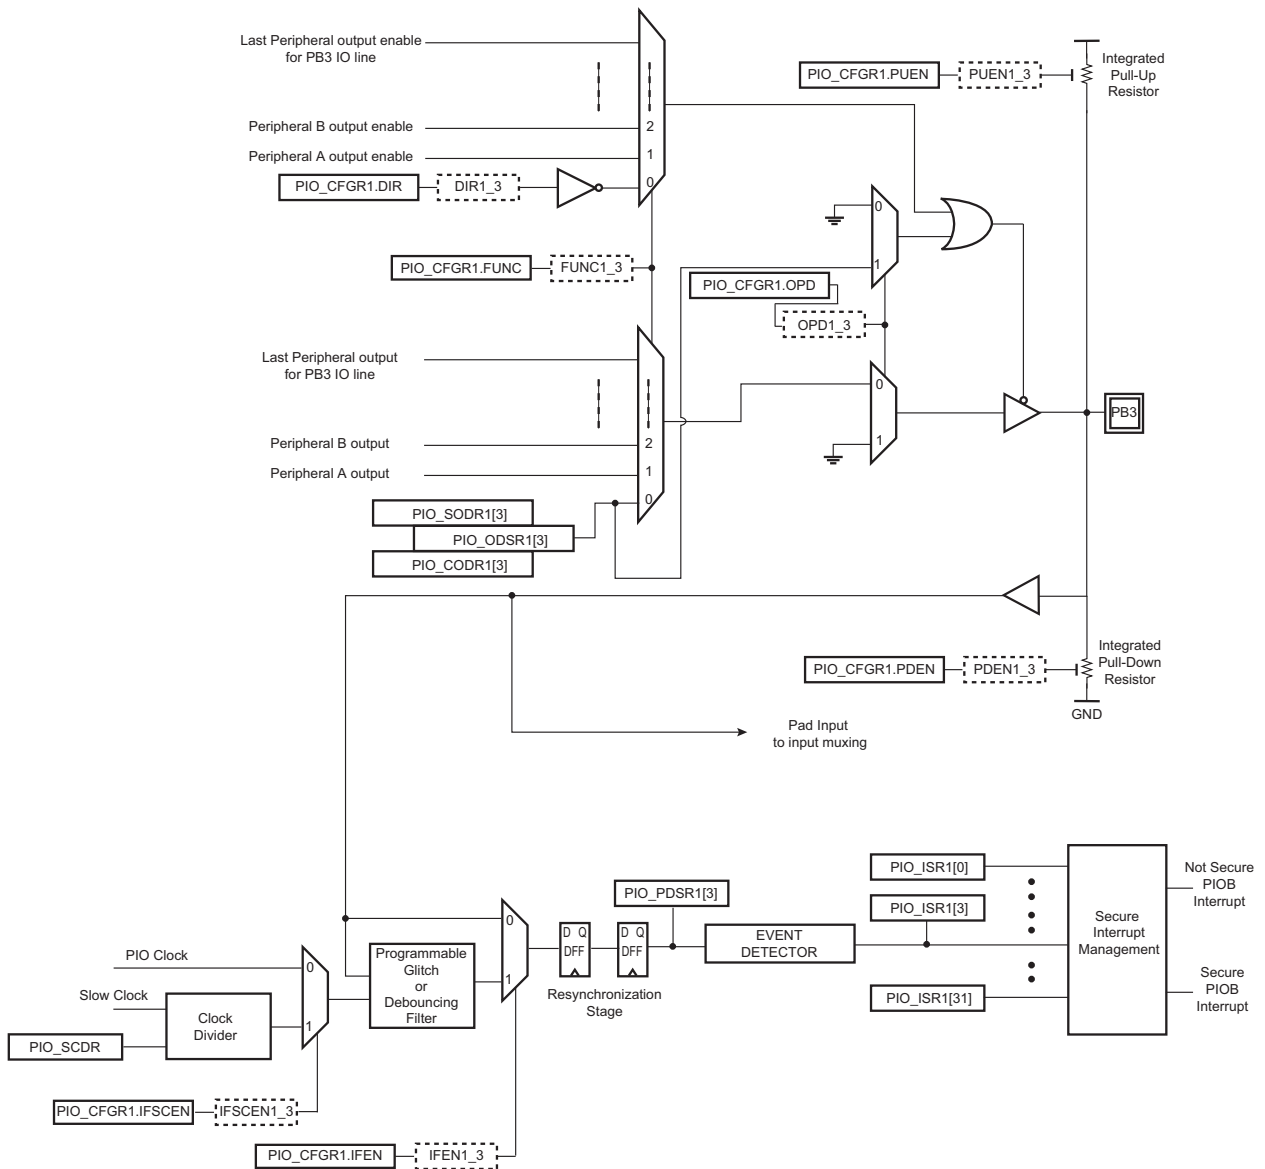 Last Peripheral output enable
for PB3 IO line
2
Peripheral B output enable
1
Peripheral A output enable
0
PIO_CFGR1.DIR
DIR1_3
PIO_CFGR1.FUNC
FUNC1_3
PIO_CFGR1.PUEN
PUEN1_3
Integrated
Pull-Up
Resistor
0
1
PIO_CFGR1.OPD
OPD1_3
Last Peripheral output
for PB3 IO line
0
1
PB3
Peripheral B output
2
Peripheral A output
1
0
PIO_SODR1[3]
PIO_ODSR1[3]
PIO_CODR1[3]
PIO_CFGR1.PDEN
PDEN1_3
Integrated
Pull-Down
Resistor
GND
Pad Input
to input muxing
PIO Clock
0
Slow Clock
Clock
Divider
1
PIO_SCDR
PIO_CFGR1.IFSCEN
IFSCEN1_3
Programmable
Glitch
or
Debouncing
Filter
0
1
PIO_CFGR1.IFEN
IFEN1_3
D Q
DFF
D Q
DFF
Resynchronization
Stage
PIO_PDSR1[3]
EVENT
DETECTOR
PIO_ISR1[0]
PIO_ISR1[3]
PIO_ISR1[31]
Secure
Interrupt
Management
Not Secure
PIOB
Interrupt
Secure
PIOB
Interrupt